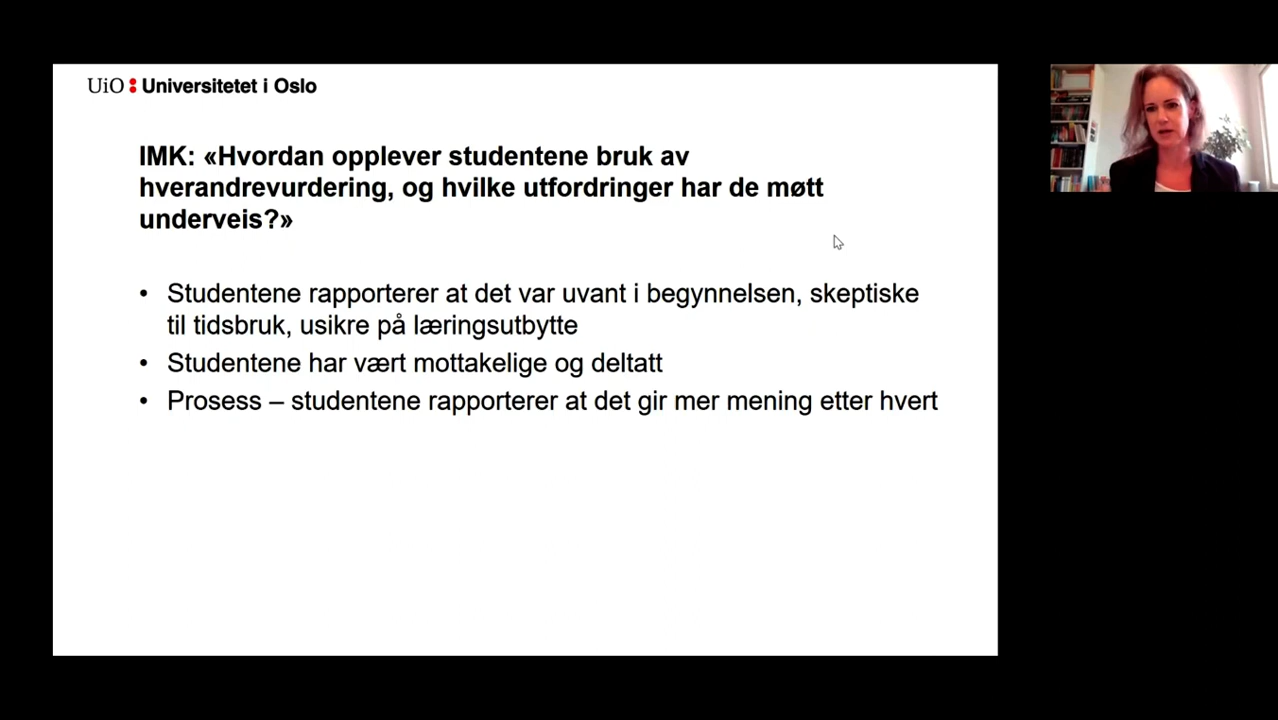 UiO : Universitetet i Oslo
IMK: «Hvordan opplever studentene bruk av
hverandrevurdering, og hvilke utfordringer har de møtt
underveis?»
• Studentene rapporterer at det var uvant i begynnelsen, skeptiske
til tidsbruk, usikre på læringsutbytte
• Studentene har vært mottakelige og deltatt
• Prosess – studentene rapporterer at det gir mer mening etter hvert